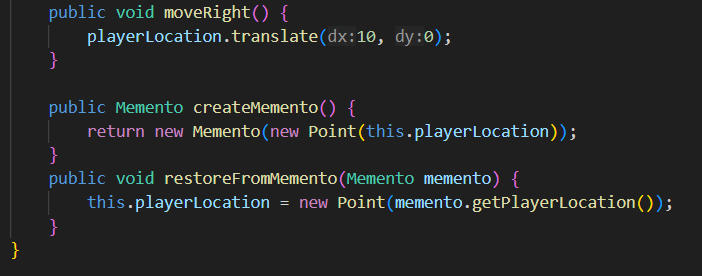 public void moveRight() {
playerLocation.translate(dx:10, dy:0);
}
public Memento createMemento() {
return new Memento(new Point(this.playerLocation));
}
public void restoreFromMemento(Memento memento) {
this.playerLocation = new Point(memento.getPlayerLocation());
}
}